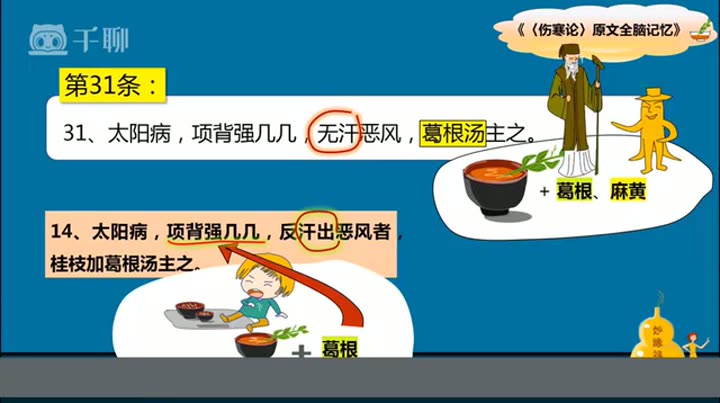 千聊
《〈伤寒论〉原文全脑记忆》
第31条：
31、太阳病，项背强几几，无汗恶风，葛根汤主之。
+ 葛根、麻黄
14、太阳病，项背强几几，反汗出恶风者，
桂枝加葛根汤主之。
+ 葛根